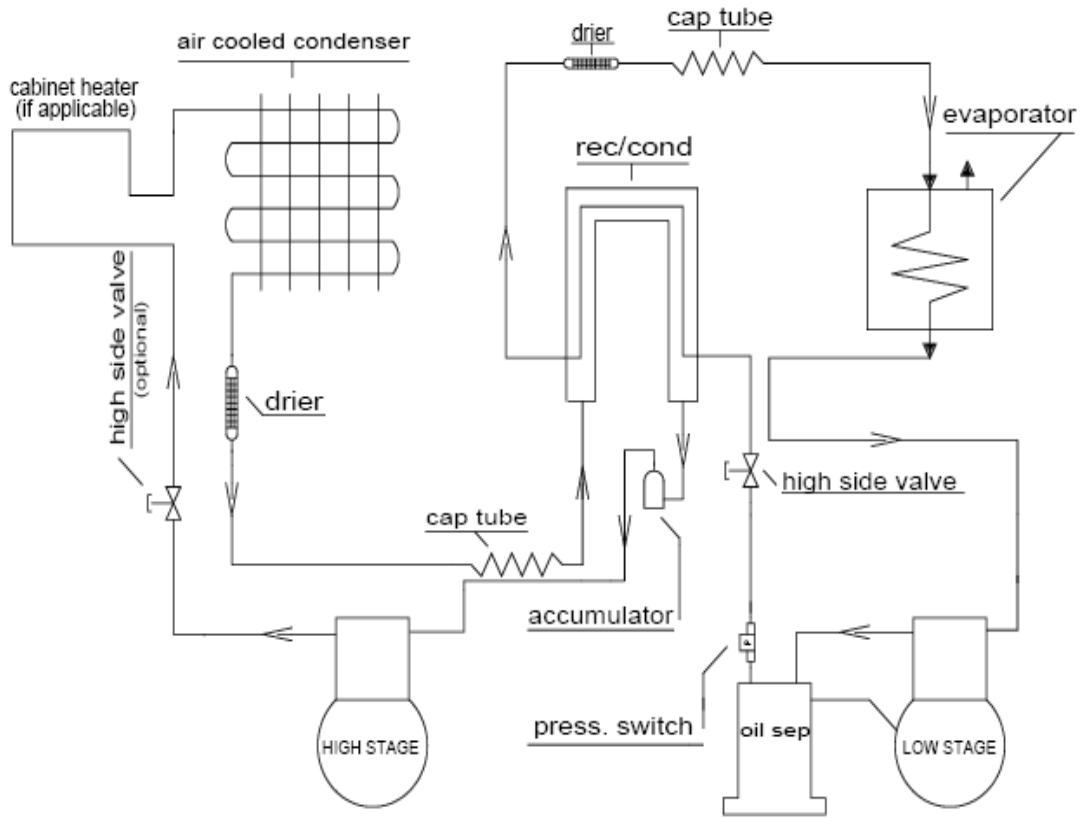 cap tube
drier
air cooled condenser
cabinet heater
(if applicable)
evaporator
rec/cond
high side valve
(optional)
drier
high side valve
cap tube
accumulator
P
press. switch
oil sep
HIGH STAGE
LOW STAGE